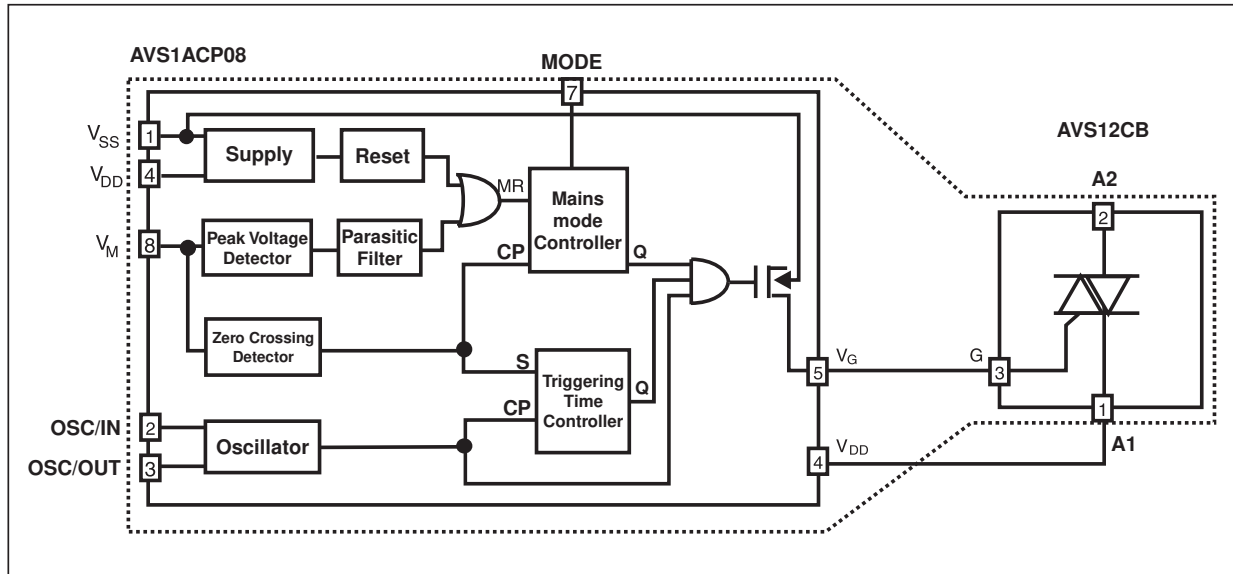 AVS1ACP08
MODE
7
VSS
1
VDD
4
Supply
Reset
MR
Mains
mode
Controller
VM
8
Peak Voltage
Detector
Parasitic
Filter
CP
Q
Zero Crossing
Detector
S
CP
Triggering
Time
Controller
Q
OSC/IN
2
OSC/OUT
3
Oscillator
5
VG
4
VDD
AVS12CB
A2
2
G
3
1
A1